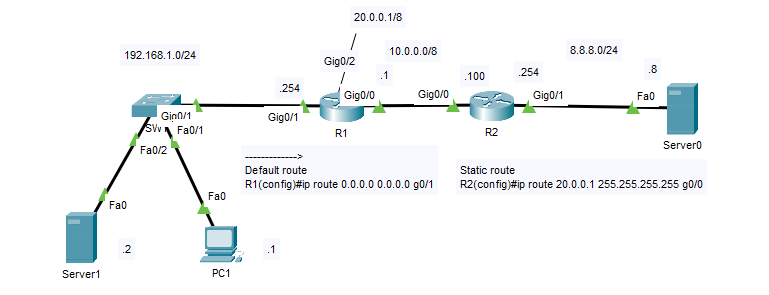 20.0.0.1/8
192.168.1.0/24
10.0.0.0/8
8.8.8.0/24
Gig0/2
.254
.1
.100
.254
.8
Gig0/1
Gig0/1
Gig0/0
Gig0/0
Gig0/1
Fa0
SW
Fa0/1
R1
R2
Server0
Fa0/2
------------->
Default route
R1(config)#ip route 0.0.0.0 0.0.0.0 g0/1
Static route
R2(config)#ip route 20.0.0.1 255.255.255.255 g0/0
Fa0
Fa0
.2
.1
Server1
PC1